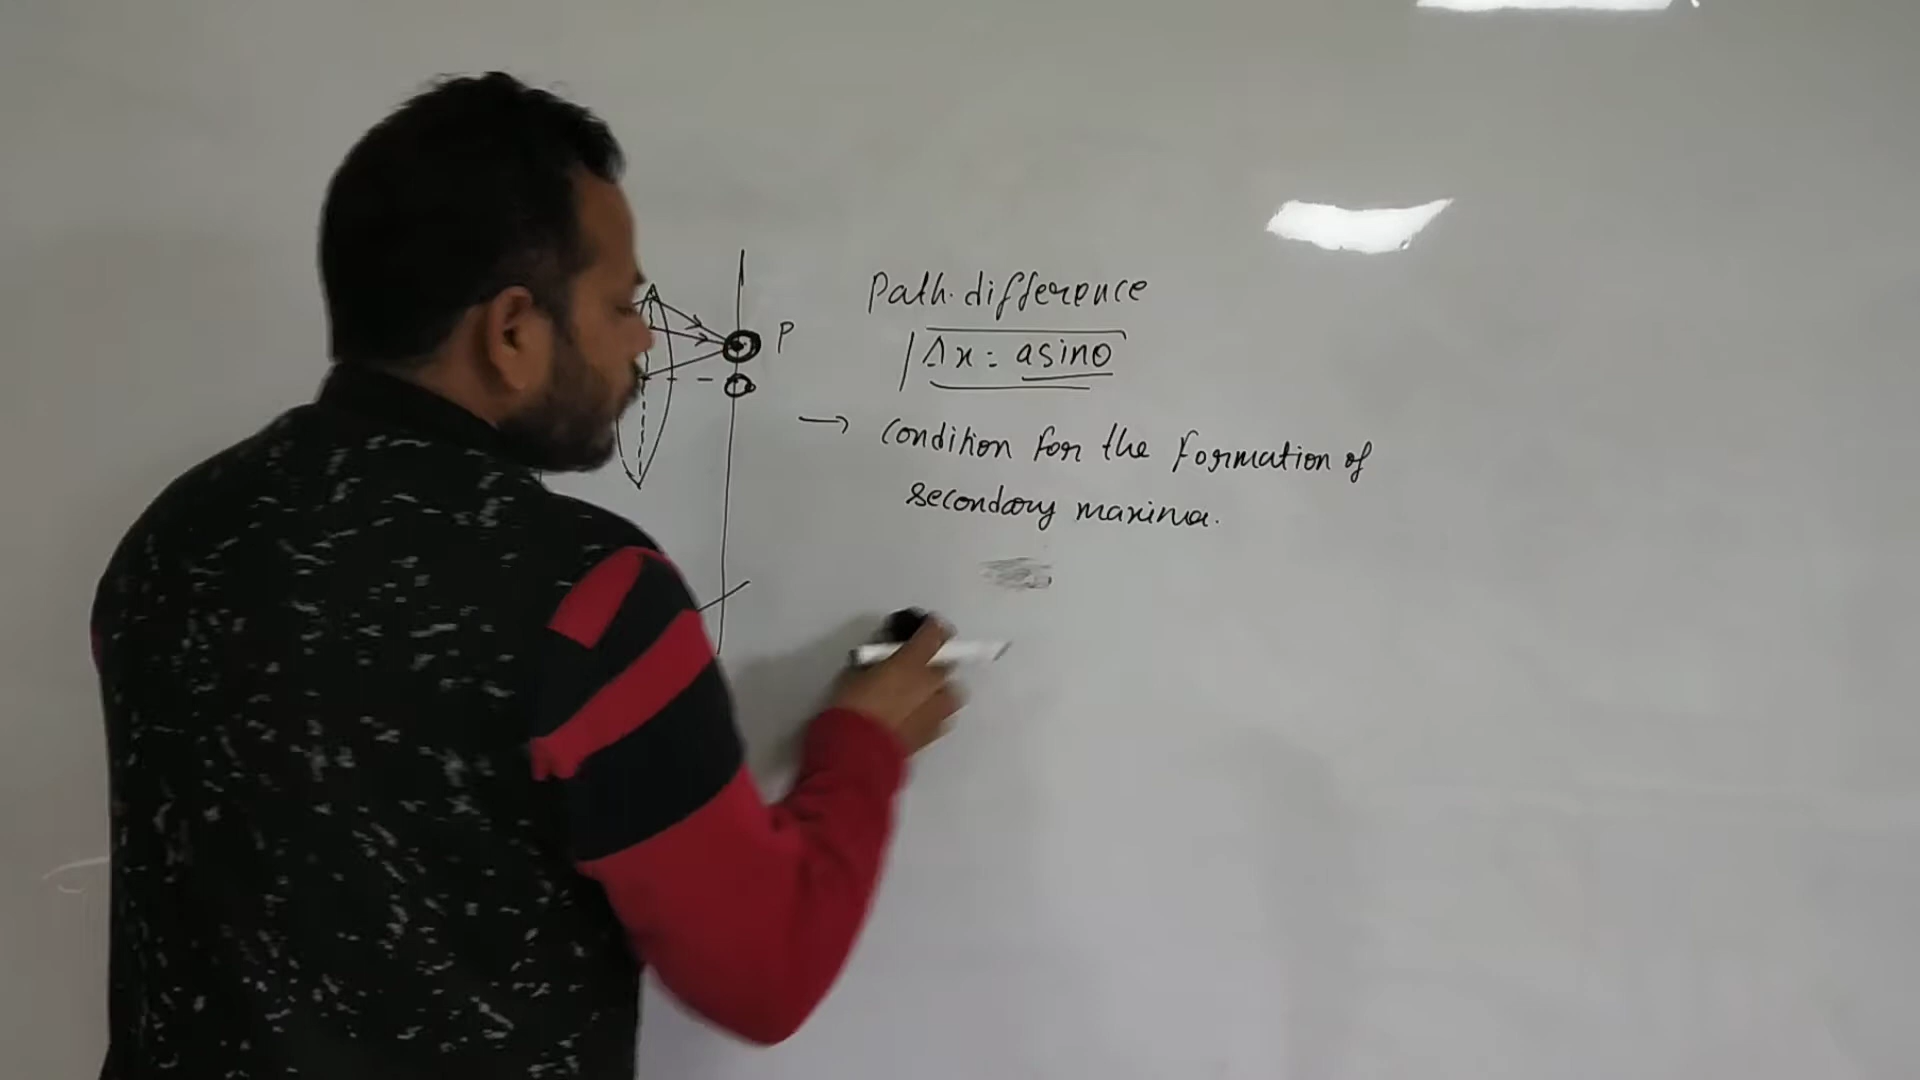 P
Path difference
Δx = asinθ
→ Condition for the formation of
secondary maxima.